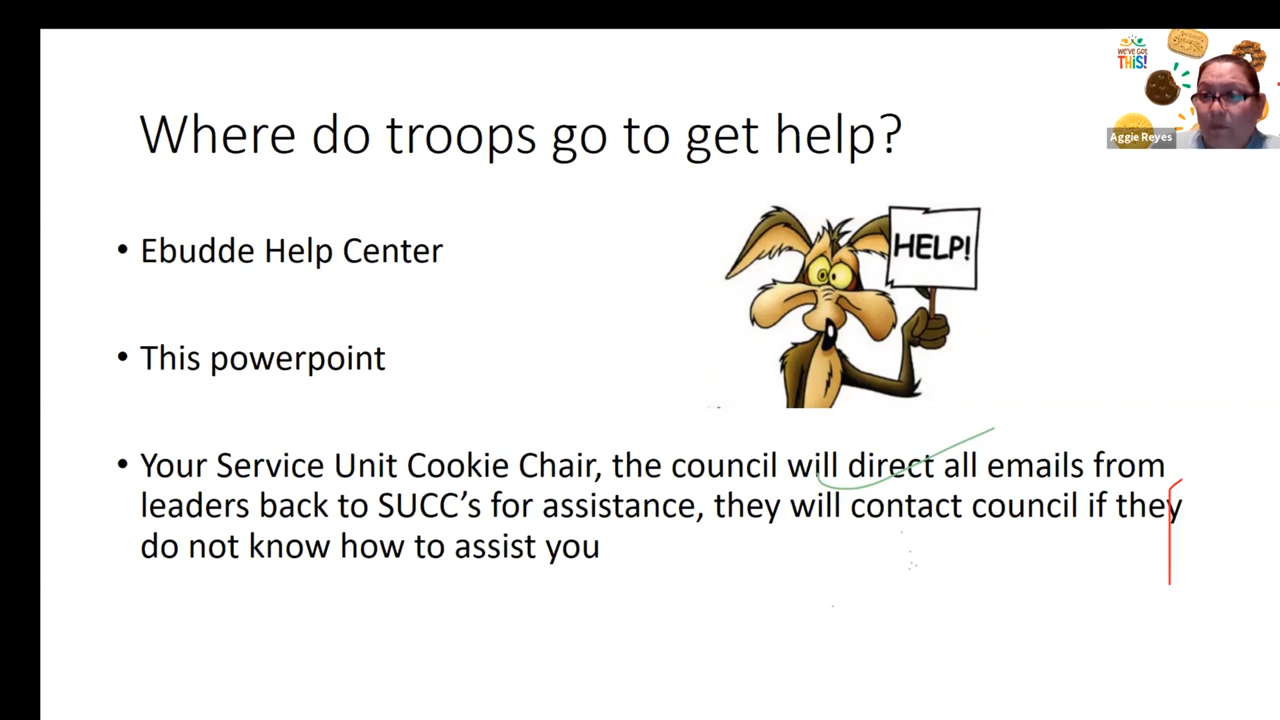 WE'VE GOT
THIS!
Aggie Reyes
Where do troops go to get help?
HELP!
• Ebudde Help Center
• This powerpoint
• Your Service Unit Cookie Chair, the council will direct all emails from
leaders back to SUCC's for assistance, they will contact council if they
do not know how to assist you